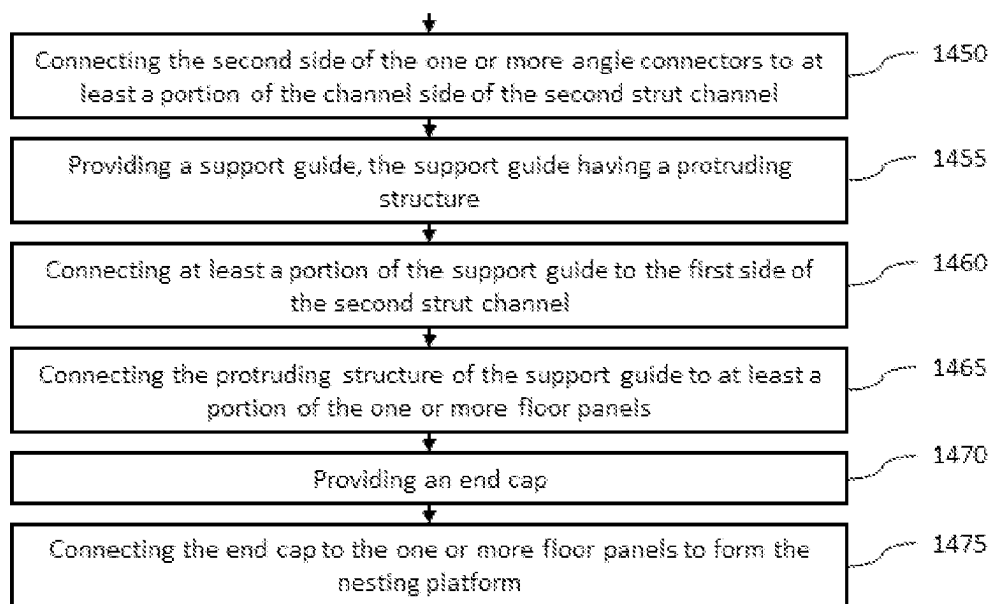 Connecting the second side of the one or more angle connectors to at
least a portion of the channel side of the second strut channel
1450
Providing a support guide, the support guide having a protruding
structure
1455
Connecting at least a portion of the support guide to the first side of
the second strut channel
1460
Connecting the protruding structure of the support guide to at least a
portion of the one or more floor panels
1465
Providing an end cap
1470
Connecting the end cap to the one or more floor panels to form the
nesting platform
1475